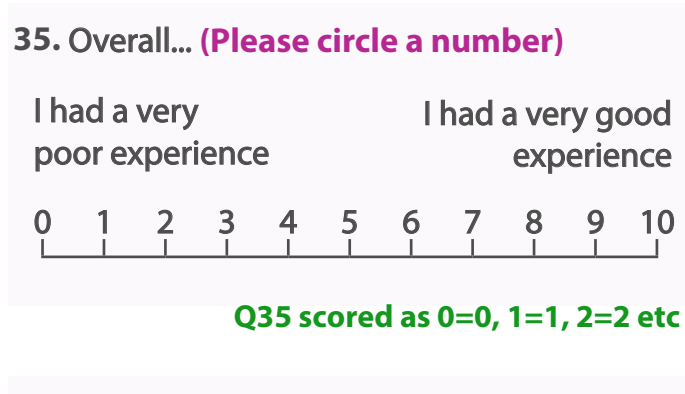 35. Overall... (Please circle a number)
I had a very
poor experience
I had a very good
experience
0 1 2 3 4 5 6 7 8 9 10
Q35 scored as 0=0, 1=1, 2=2 etc